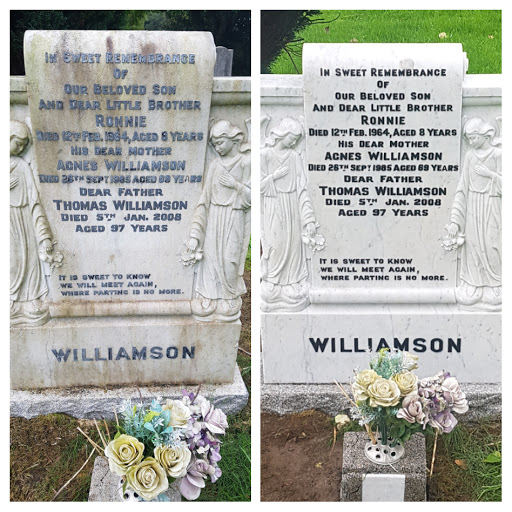 In Sweet Remembrance
Of
Our Beloved Son
And Dear Little Brother
Ronnie
Died 12th Feb. 1964, Aged 8 Years
His Dear Mother
Agnes Williamson
Died 26th Sept 1985 Aged 69 Years
Dear Father
Thomas Williamson
Died 5th Jan. 2008
Aged 97 Years
It is sweet to know
we will meet again,
where parting is no more.
WILLIAMSON
In Sweet Remembrance
Of
Our Beloved Son
And Dear Little Brother
Ronnie
Died 12th Feb. 1964, Aged 8 Years
His Dear Mother
Agnes Williamson
Died 26th Sept 1985 Aged 69 Years
Dear Father
Thomas Williamson
Died 5th Jan. 2008
Aged 97 Years
It is sweet to know
we will meet again,
where parting is no more.
WILLIAMSON